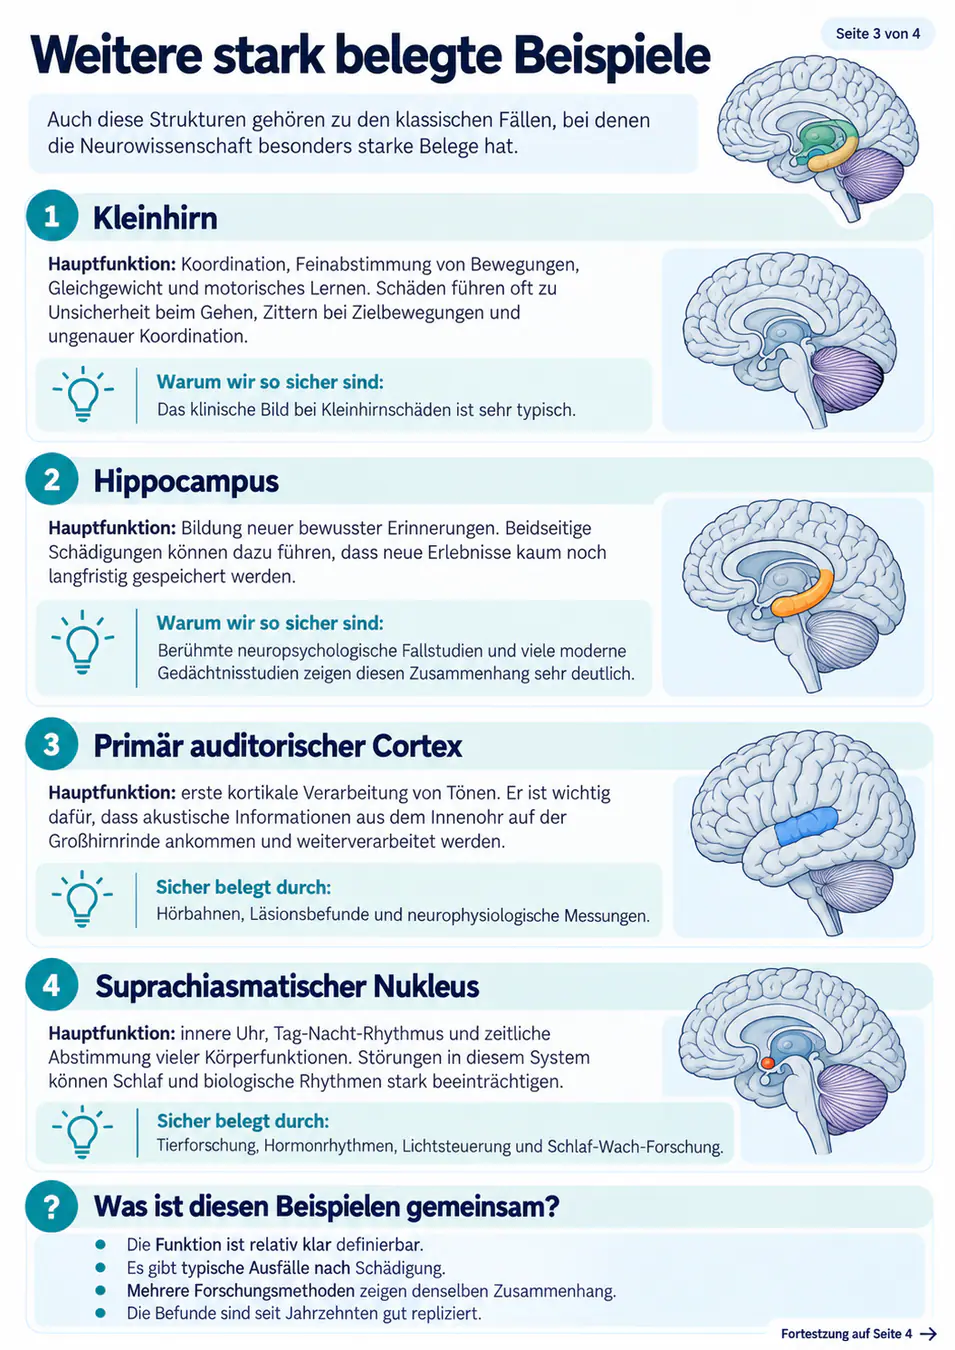 Seite 3 von 4
Weitere stark belegte Beispiele
Auch diese Strukturen gehören zu den klassischen Fällen, bei denen
die Neurowissenschaft besonders starke Belege hat.
1 Kleinhirn
Hauptfunktion: Koordination, Feinabstimmung von Bewegungen,
Gleichgewicht und motorisches Lernen. Schäden führen oft zu
Unsicherheit beim Gehen, Zittern bei Zielbewegungen und
ungenauer Koordination.
Warum wir so sicher sind:
Das klinische Bild bei Kleinhirnschäden ist sehr typisch.
2 Hippocampus
Hauptfunktion: Bildung neuer bewusster Erinnerungen. Beidseitige
Schädigungen können dazu führen, dass neue Erlebnisse kaum noch
langfristig gespeichert werden.
Warum wir so sicher sind:
Berühmte neuropsychologische Fallstudien und viele moderne
Gedächtnisstudien zeigen diesen Zusammenhang sehr deutlich.
3 Primär auditorischer Cortex
Hauptfunktion: erste kortikale Verarbeitung von Tönen. Er ist wichtig
dafür, dass akustische Informationen aus dem Innenohr auf der
Großhirnrinde ankommen und weiterverarbeitet werden.
Sicher belegt durch:
Hörbahnen, Läsionsbefunde und neurophysiologische Messungen.
4 Suprachiasmatischer Nukleus
Hauptfunktion: innere Uhr, Tag-Nacht-Rhythmus und zeitliche
Abstimmung vieler Körperfunktionen. Störungen in diesem System
können Schlaf und biologische Rhythmen stark beeinträchtigen.
Sicher belegt durch:
Tierforschung, Hormonrhythmen, Lichtsteuerung und Schlaf-Wach-Forschung.
? Was ist diesen Beispielen gemeinsam?
• Die Funktion ist relativ klar definierbar.
• Es gibt typische Ausfälle nach Schädigung.
• Mehrere Forschungsmethoden zeigen denselben Zusammenhang.
• Die Befunde sind seit Jahrzehnten gut repliziert.
Fortestzung auf Seite 4 →